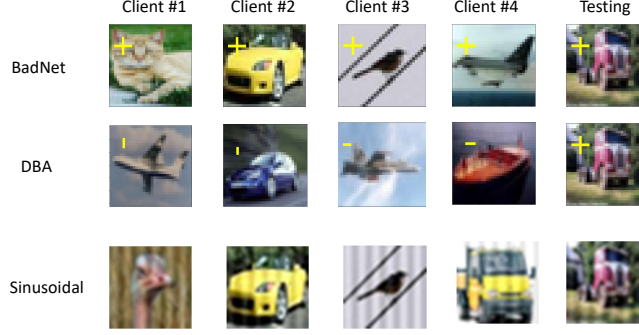 Client #1 Client #2 Client #3 Client #4 Testing
BadNet
DBA
Sinusoidal